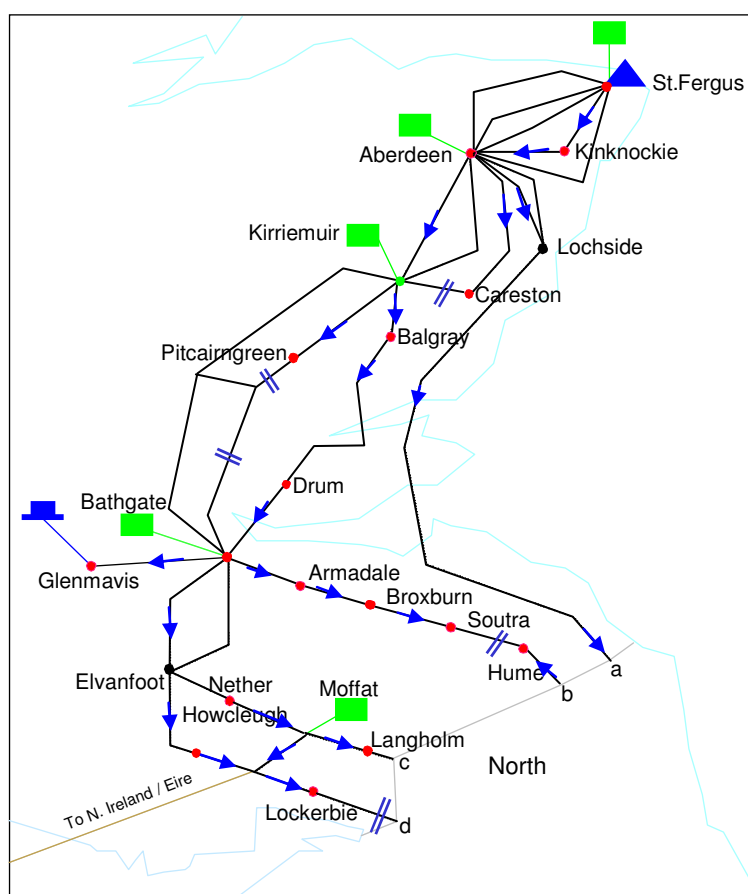 St.Fergus
Aberdeen
Kinknockie
Kirriemuir
Lochside
Careston
Pitcairngreen
Balgray
Drum
Bathgate
Glenmavis
Armadale
Broxburn
Soutra
Hume
a
b
Elvanfoot
Nether
Howcleugh
Moffat
Langholm
c
North
To N. Ireland / Eire
Lockerbie
d